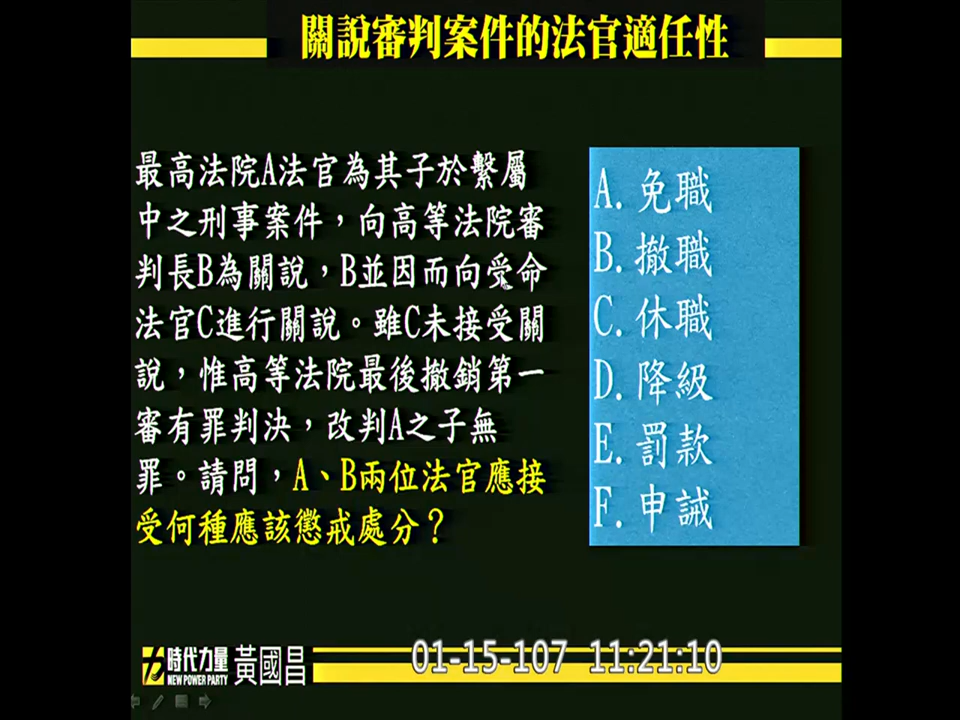 關說審判案件的法官適任性
最高法院A法官為其子於繫屬
中之刑事案件，向高等法院審
判長B為關說，B並因而向受命
法官C進行關說。雖C未接受關
說，惟高等法院最後撤銷第一
審有罪判決，改判A之子無
罪。請問，A、B兩位法官應接
受何種應該懲戒處分？
A. 免職
B. 撤職
C. 休職
D. 降級
E. 罰款
F. 申誡
時代力量
NEW POWER PARTY
黃國昌
01-15-107 11:21:10